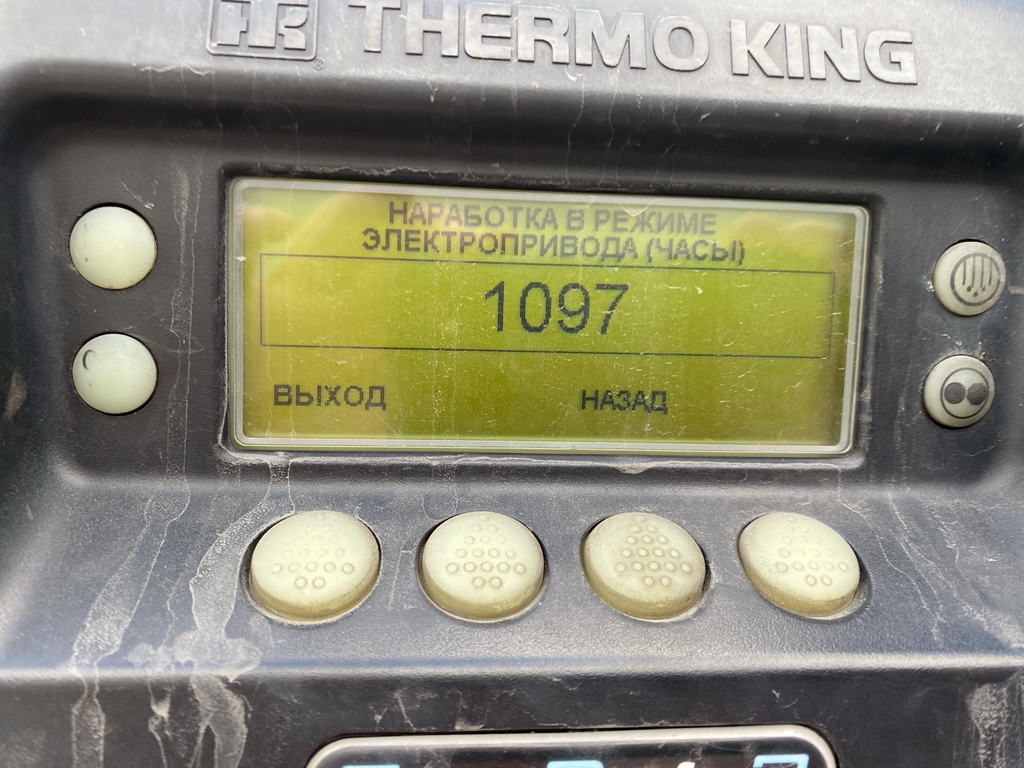 THERMO KING
НАРАБОТКА В РЕЖИМЕ
ЭЛЕКТРОПРИВОДА (ЧАСЫ)
1097
ВЫХОД НАЗАД